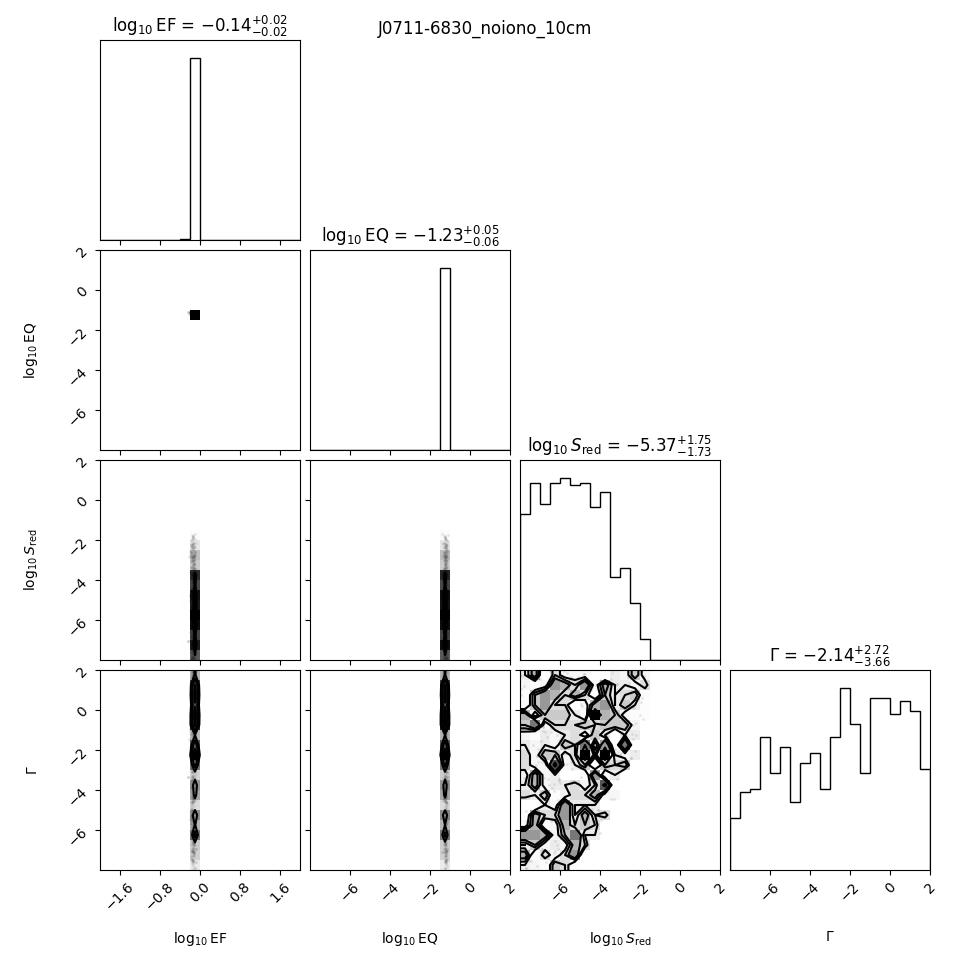 log₁₀ EF = −0.14⁺⁰·⁰²₋₀.₀₂
J0711-6830_noiono_10cm
log₁₀ EQ = −1.23⁺⁰·⁰⁵₋₀.₀₆
2
0
−2
−4
−6
log₁₀ EQ
log₁₀ S_red = −5.37⁺¹·⁷⁵₋₁.₇₃
2
0
−2
−4
−6
log₁₀ S_red
Γ = −2.14⁺²·⁷²₋₃.₆₆
2
0
−2
−4
−6
Γ
−1.6 −0.8 0.0 0.8 1.6
−6 −4 −2 0 2
−6 −4 −2 0 2
−6 −4 −2 0 2
log₁₀ EF
log₁₀ EQ
log₁₀ S_red
Γ